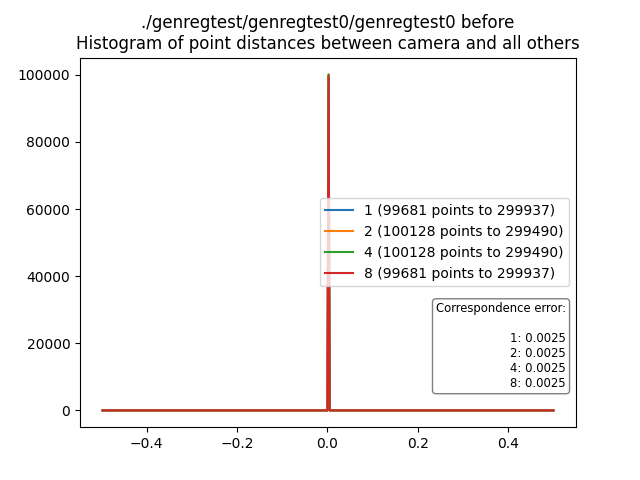 ./genregtest/genregtest0/genregtest0 before
Histogram of point distances between camera and all others
100000
80000
60000
40000
20000
0
1 (99681 points to 299937)
2 (100128 points to 299490)
4 (100128 points to 299490)
8 (99681 points to 299937)
Correspondence error:
1: 0.0025
2: 0.0025
4: 0.0025
8: 0.0025
−0.4 −0.2 0.0 0.2 0.4